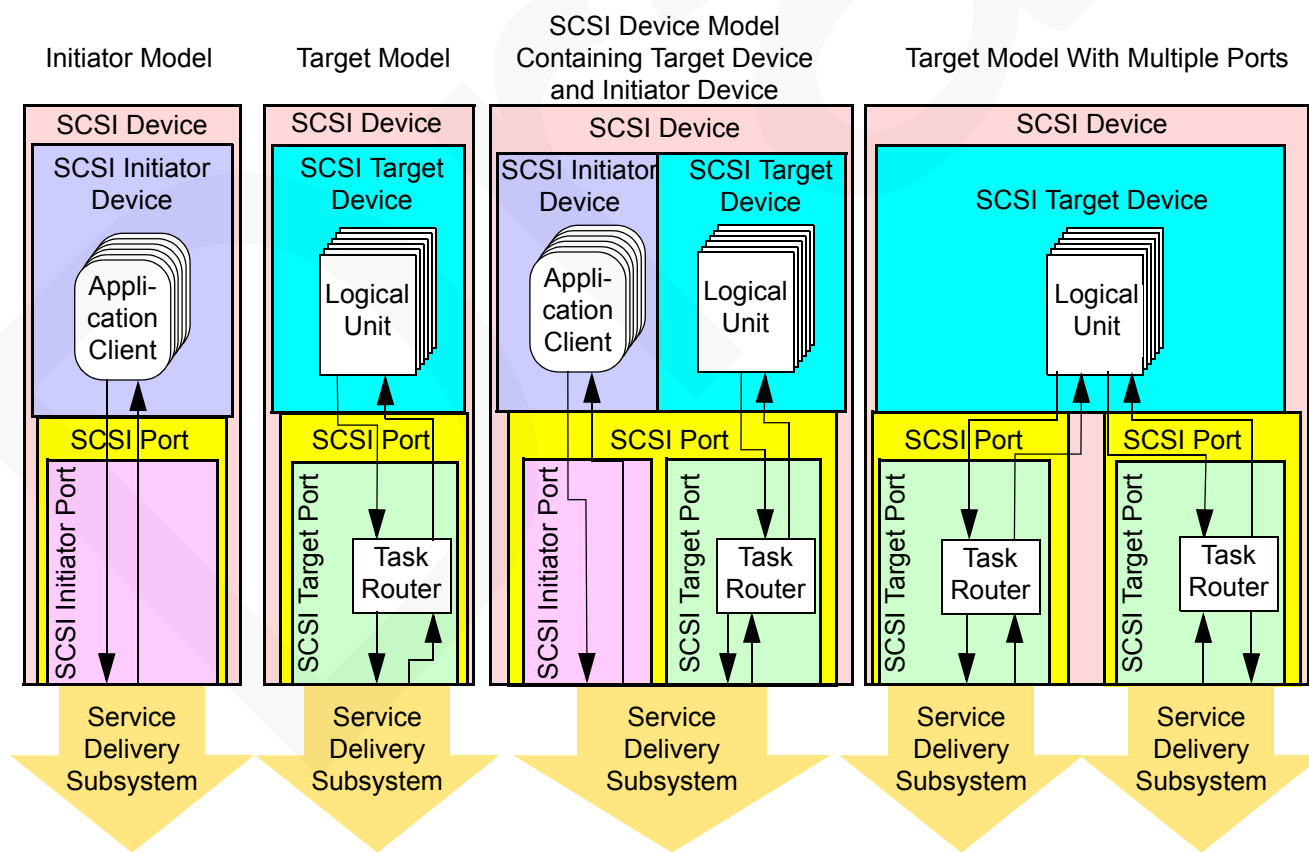 Initiator Model
SCSI Device
SCSI Initiator
Device
Appli-
cation
Client
SCSI Port
SCSI Initiator Port
Service
Delivery
Subsystem
Target Model
SCSI Device
SCSI Target
Device
Logical
Unit
SCSI Port
SCSI Target Port
Task
Router
Service
Delivery
Subsystem
SCSI Device Model
Containing Target Device
and Initiator Device
SCSI Device
SCSI Initiator
Device
Appli-
cation
Client
SCSI Target
Device
Logical
Unit
SCSI Port
SCSI Initiator Port
SCSI Target Port
Task
Router
Service
Delivery
Subsystem
Target Model With Multiple Ports
SCSI Device
SCSI Target Device
Logical
Unit
SCSI Port
SCSI Target Port
Task
Router
Service
Delivery
Subsystem
SCSI Port
SCSI Target Port
Task
Router
Service
Delivery
Subsystem